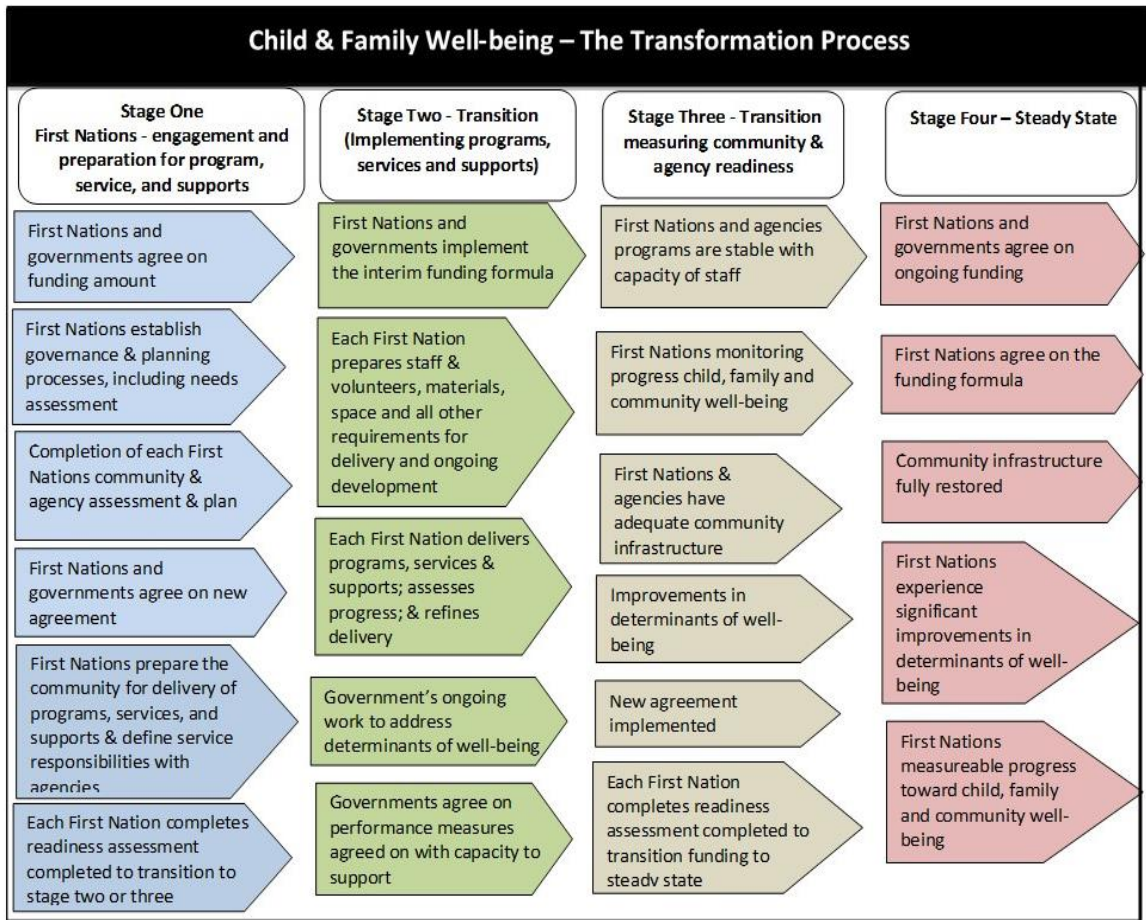 Child & Family Well-being – The Transformation Process
Stage One
First Nations - engagement and
preparation for program,
service, and supports
First Nations and
governments agree on
funding amount
First Nations establish
governance & planning
processes, including needs
assessment
Completion of each First
Nations community &
agency assessment & plan
First Nations and
governments agree on new
agreement
First Nations prepare the
community for delivery of
programs, services, and
supports & define service
responsibilities with
agencies
Each First Nation completes
readiness assessment
completed to transition to
stage two or three
Stage Two - Transition
(Implementing programs,
services and supports)
First Nations and
governments implement
the interim funding formula
Each First Nation
prepares staff &
volunteers, materials,
space and all other
requirements for
delivery and ongoing
development
Each First Nation delivers
programs, services &
supports; assesses
progress; & refines
delivery
Government’s ongoing
work to address
determinants of well-being
Governments agree on
performance measures
agreed on with capacity to
support
Stage Three - Transition
measuring community &
agency readiness
First Nations and agencies
programs are stable with
capacity of staff
First Nations monitoring
progress child, family and
community well-being
First Nations &
agencies have
adequate community
infrastructure
Improvements in
determinants of well-
being
New agreement
implemented
Each First Nation
completes readiness
assessment completed to
transition funding to
steady state
Stage Four – Steady State
First Nations and
governments agree on
ongoing funding
First Nations agree on the
funding formula
Community infrastructure
fully restored
First Nations
experience
significant
improvements in
determinants of well-
being
First Nations
measureable progress
toward child, family
and community well-
being